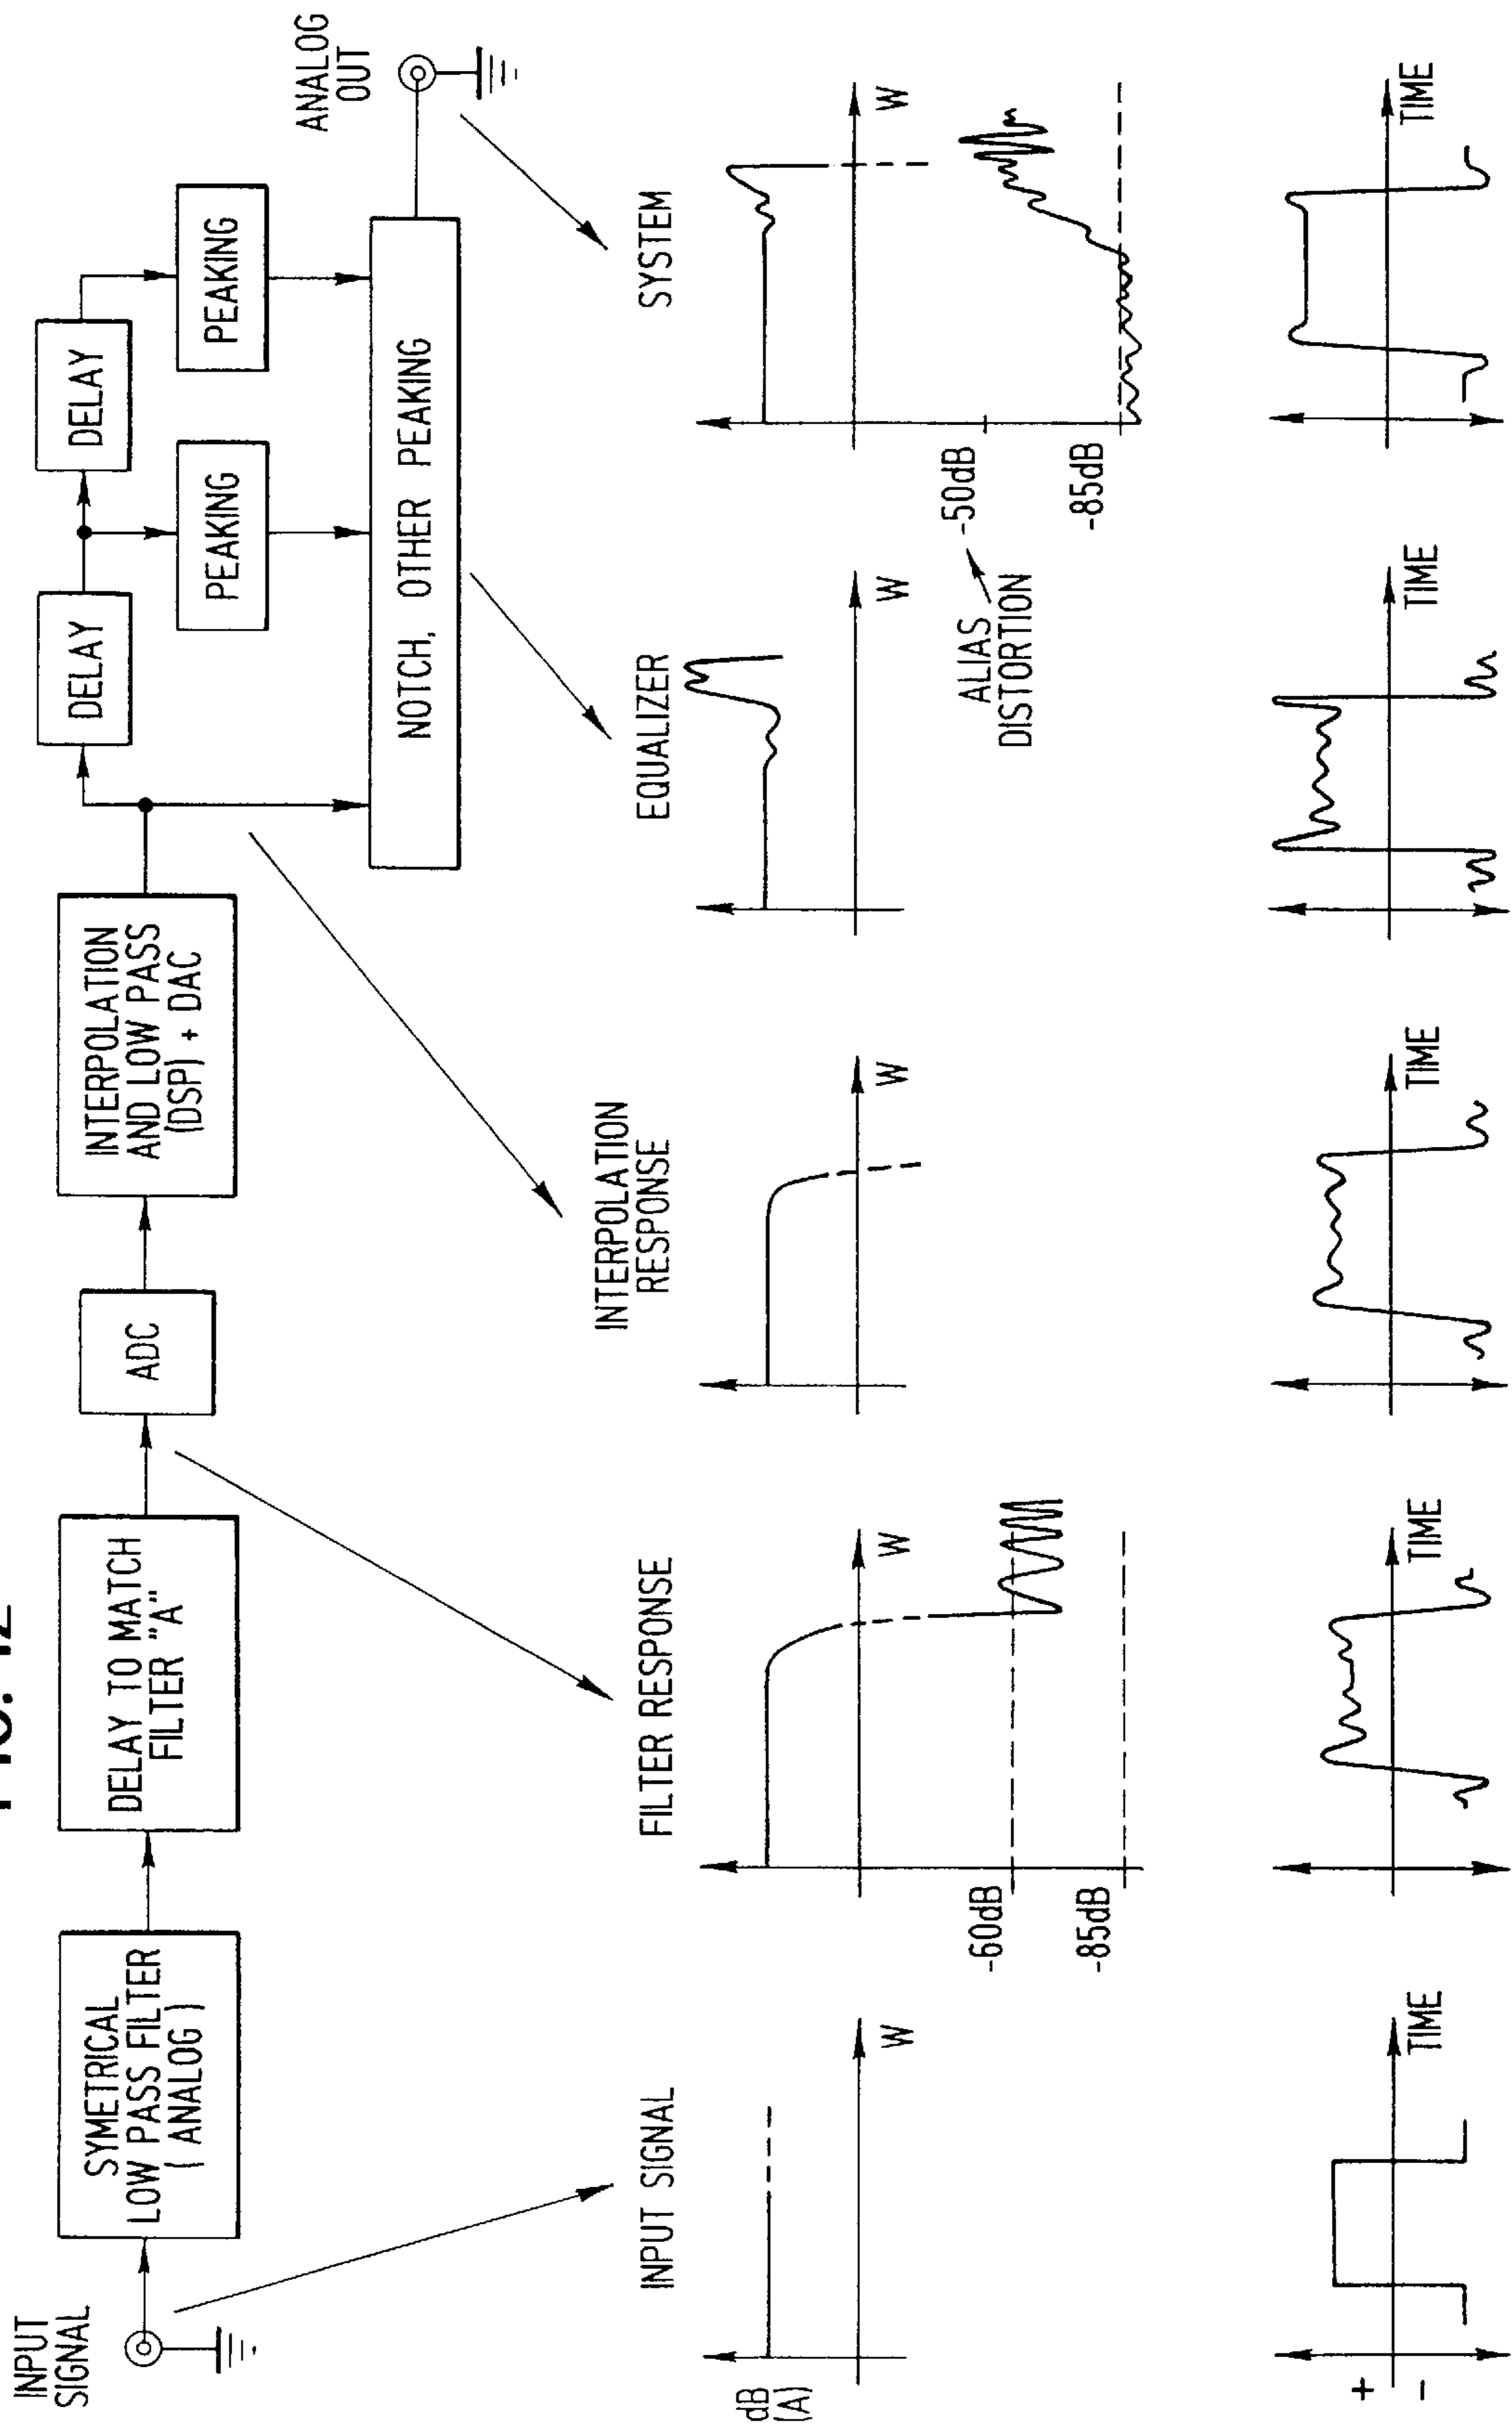 FIG. 12
INPUT
SIGNAL
SYMETRICAL
LOW PASS FILTER
( ANALOG )
DELAY TO MATCH
FILTER "A"
ADC
INTERPOLATION
AND LOW PASS
(DSP) + DAC
DELAY
DELAY
PEAKING
PEAKING
NOTCH, OTHER PEAKING
ANALOG
OUT
INPUT SIGNAL
dB
(A)
W
FILTER RESPONSE
W
-60dB
-85dB
INTERPOLATION
RESPONSE
W
EQUALIZER
W
ALIAS
DISTORTION
SYSTEM
W
-50dB
-85dB
+
-
TIME
TIME
TIME
TIME
TIME